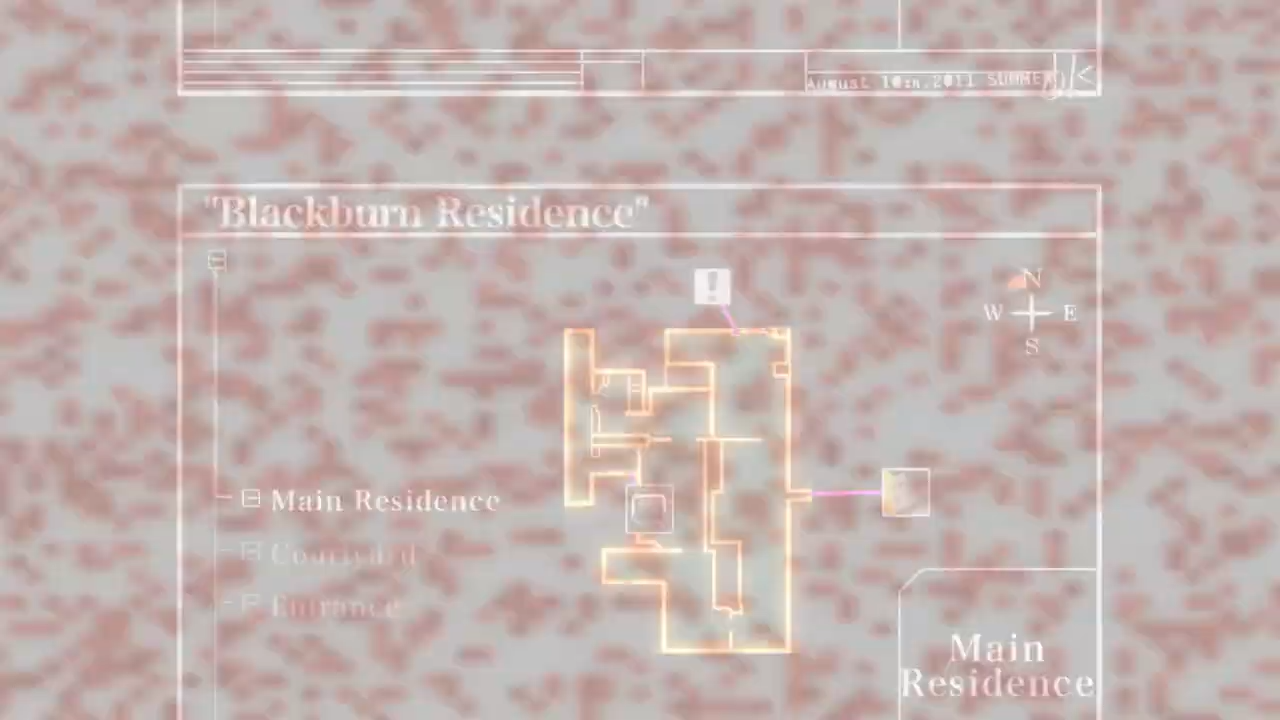 August 10th.2011 SUMMER
"Blackburn Residence"
N
W E
S
Main Residence
Courtyard
Entrance
Main
Residence